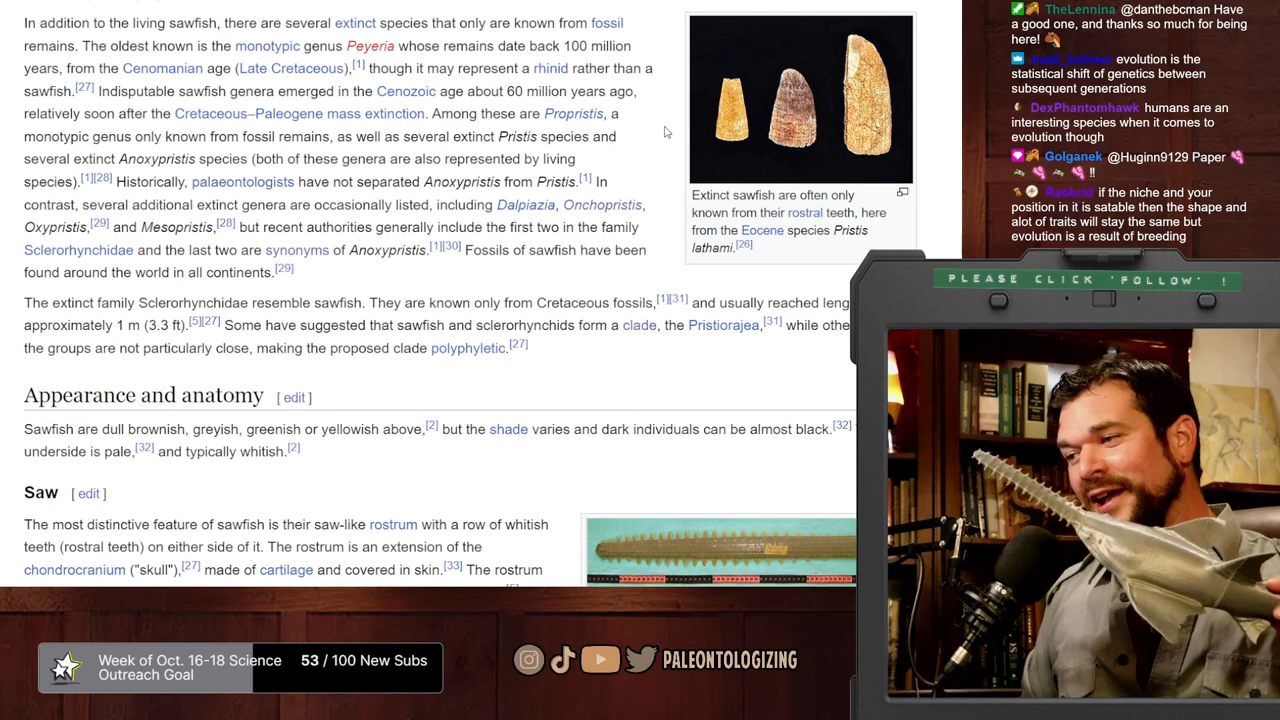 In addition to the living sawfish, there are several extinct species that only are known from fossil
remains. The oldest known is the monotypic genus Peyeria whose remains date back 100 million
years, from the Cenomanian age (Late Cretaceous),[1] though it may represent a rhinid rather than a
sawfish.[27] Indisputable sawfish genera emerged in the Cenozoic age about 60 million years ago,
relatively soon after the Cretaceous–Paleogene mass extinction. Among these are Propristis, a
monotypic genus only known from fossil remains, as well as several extinct Pristis species and
several extinct Anoxypristis species (both of these genera are also represented by living
species).[1][28] Historically, palaeontologists have not separated Anoxypristis from Pristis.[1] In
contrast, several additional extinct genera are occasionally listed, including Dalpiazia, Onchopristis,
Oxypristis,[29] and Mesopristis,[28] but recent authorities generally include the first two in the family
Sclerorhynchidae and the last two are synonyms of Anoxypristis.[1][30] Fossils of sawfish have been
found around the world in all continents.[29]
Extinct sawfish are often only
known from their rostral teeth, here
from the Eocene species Pristis
lathami.[26]
The extinct family Sclerorhynchidae resemble sawfish. They are known only from Cretaceous fossils,[1][31] and usually reached leng
approximately 1 m (3.3 ft).[5][27] Some have suggested that sawfish and sclerorhynchids form a clade, the Pristiorajea,[31] while othe
the groups are not particularly close, making the proposed clade polyphyletic.[27]
Appearance and anatomy [ edit ]
Sawfish are dull brownish, greyish, greenish or yellowish above,[2] but the shade varies and dark individuals can be almost black.[32]
underside is pale,[32] and typically whitish.[2]
Saw [ edit ]
The most distinctive feature of sawfish is their saw-like rostrum with a row of whitish
teeth (rostral teeth) on either side of it. The rostrum is an extension of the
chondrocranium ("skull"),[27] made of cartilage and covered in skin.[33] The rostrum
TheLennina @danthebcman Have
a good one, and thanks so much for being
here!
evolution is the
statistical shift of genetics between
subsequent generations
DexPhantomhawk humans are an
interesting species when it comes to
evolution though
Golganek @Huginn9129 Paper
!!
RatAcid if the niche and your
position in it is satable then the shape and
alot of traits will stay the same but
evolution is a result of breeding
PLEASE CLICK 'FOLLOW' !
Week of Oct. 16-18 Science
Outreach Goal
53 / 100 New Subs
PALEONTOLOGIZING